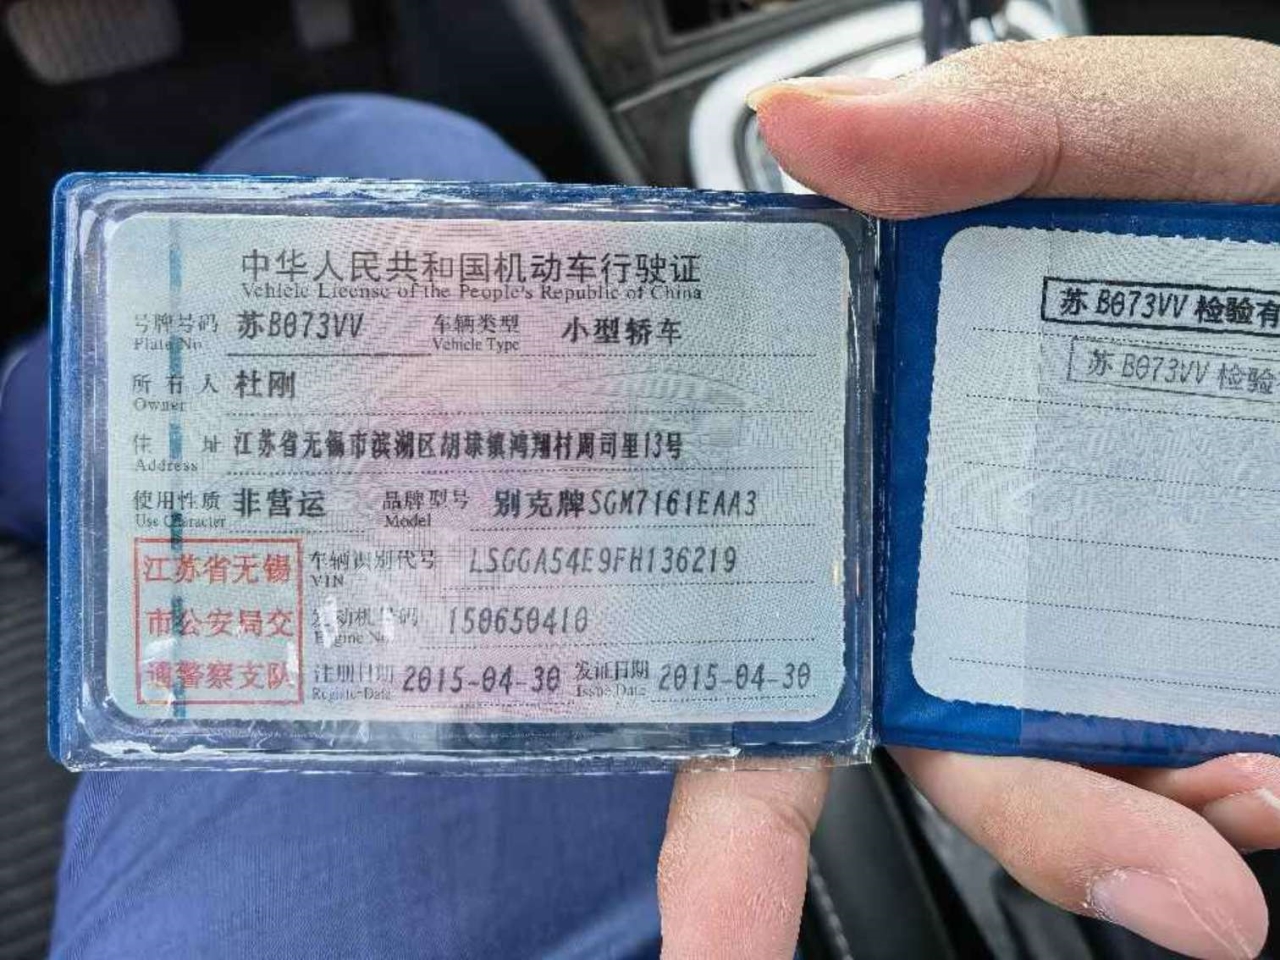 中华人民共和国机动车行驶证
Vehicle License of the People's Republic of China
号牌号码 苏B073VV 车辆类型 小型轿车
Plate No. Vehicle Type
所有人 杜刚
Owner
住址 江苏省无锡市滨湖区胡埭镇鸿翔村周司里13号
Address
使用性质 非营运 品牌型号 别克牌SGM7161EAA3
Use Character Model
江苏省无锡
市公安局交
通警察支队
车辆识别代号 LSGGA54E9FH136219
VIN
发动机号码 150650410
Engine No.
注册日期 2015-04-30 发证日期 2015-04-30
Register Date Issue Date
苏B073VV 检验有
苏B073VV 检验